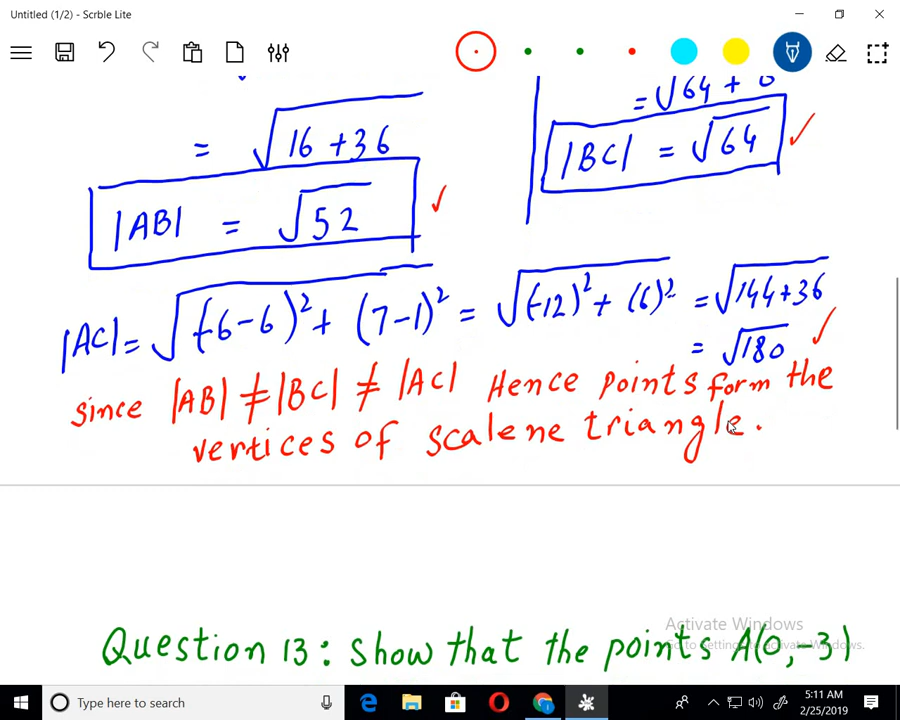 Untitled (1/2) - Scrble Lite
= √64 + 0
= √16 + 36
|BC| = √64 ✓
|AB| = √52 ✓
|AC| = √(-6-6)² + (7-1)² = √(-12)² + (6)² = √144+36
= √180 ✓
since |AB| ≠ |BC| ≠ |AC| Hence points form the
vertices of scalene triangle.
Activate Windows
Question 13: show that the points A(0, -3)
Type here to search
5:11 AM
2/25/2019